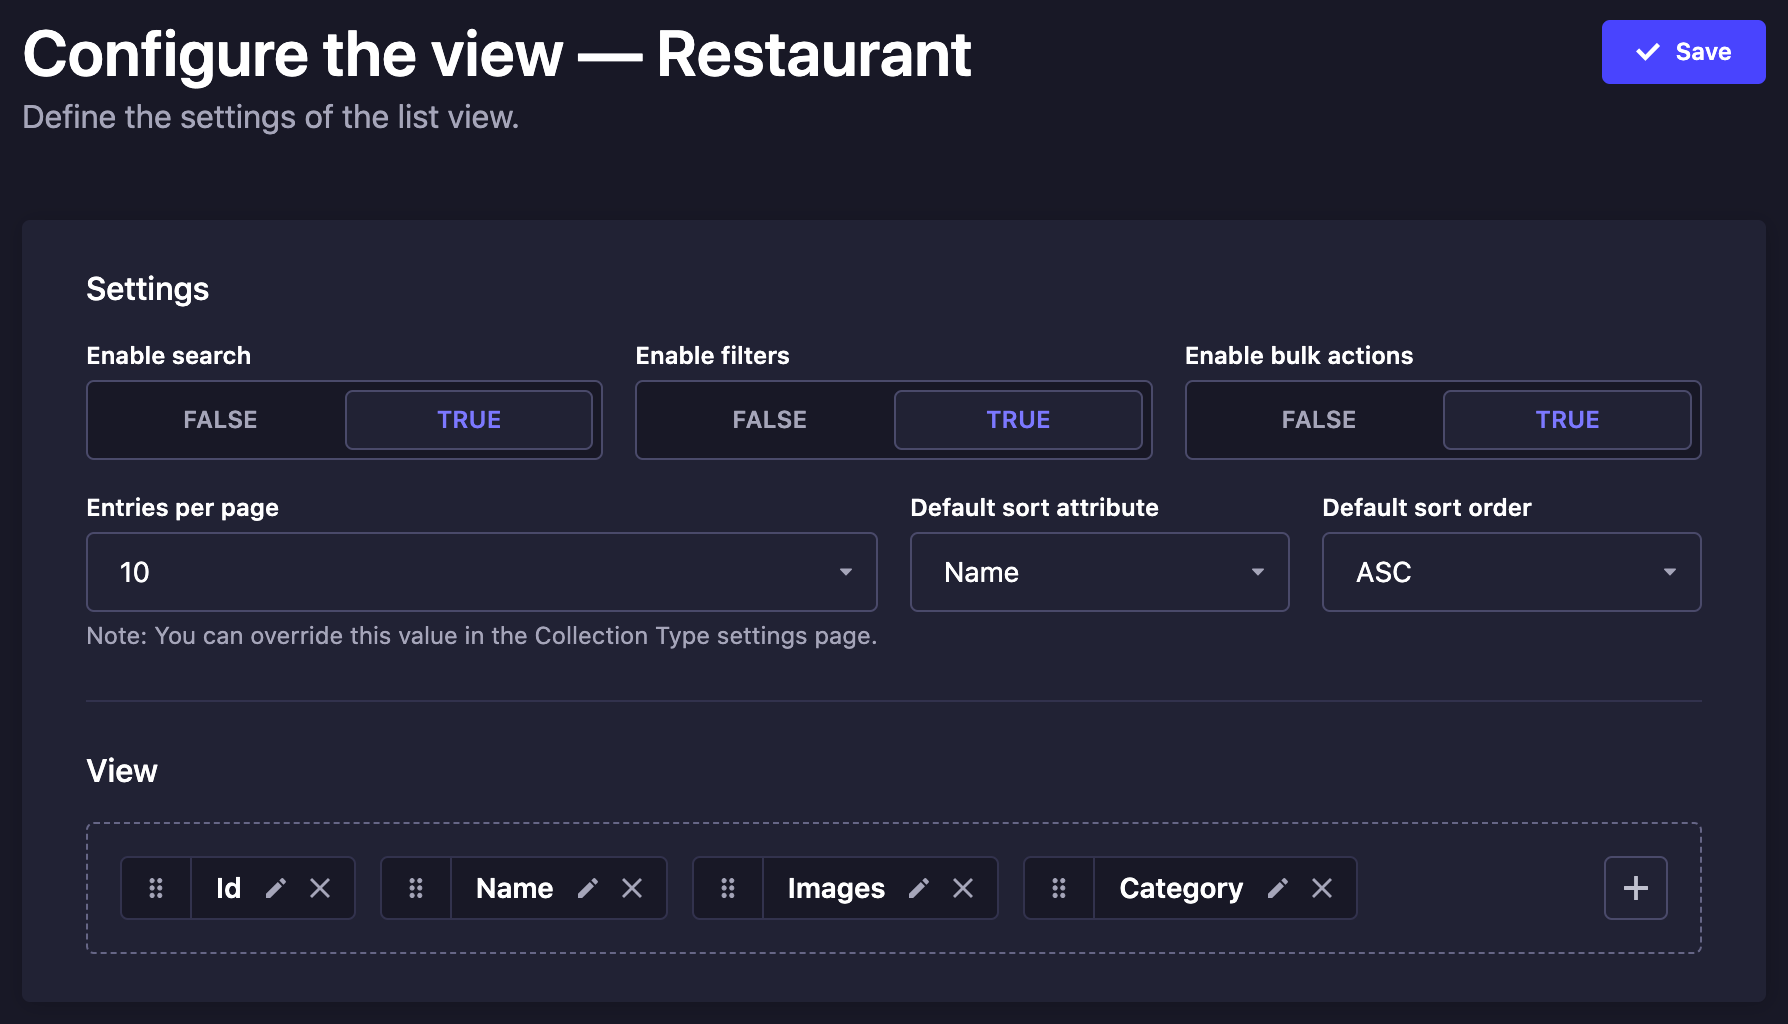 Configure the view — Restaurant
Save
Define the settings of the list view.
Settings
Enable search
Enable filters
Enable bulk actions
FALSE TRUE
FALSE TRUE
FALSE TRUE
Entries per page
Default sort attribute
Default sort order
10
Name
ASC
Note: You can override this value in the Collection Type settings page.
View
Id
Name
Images
Category